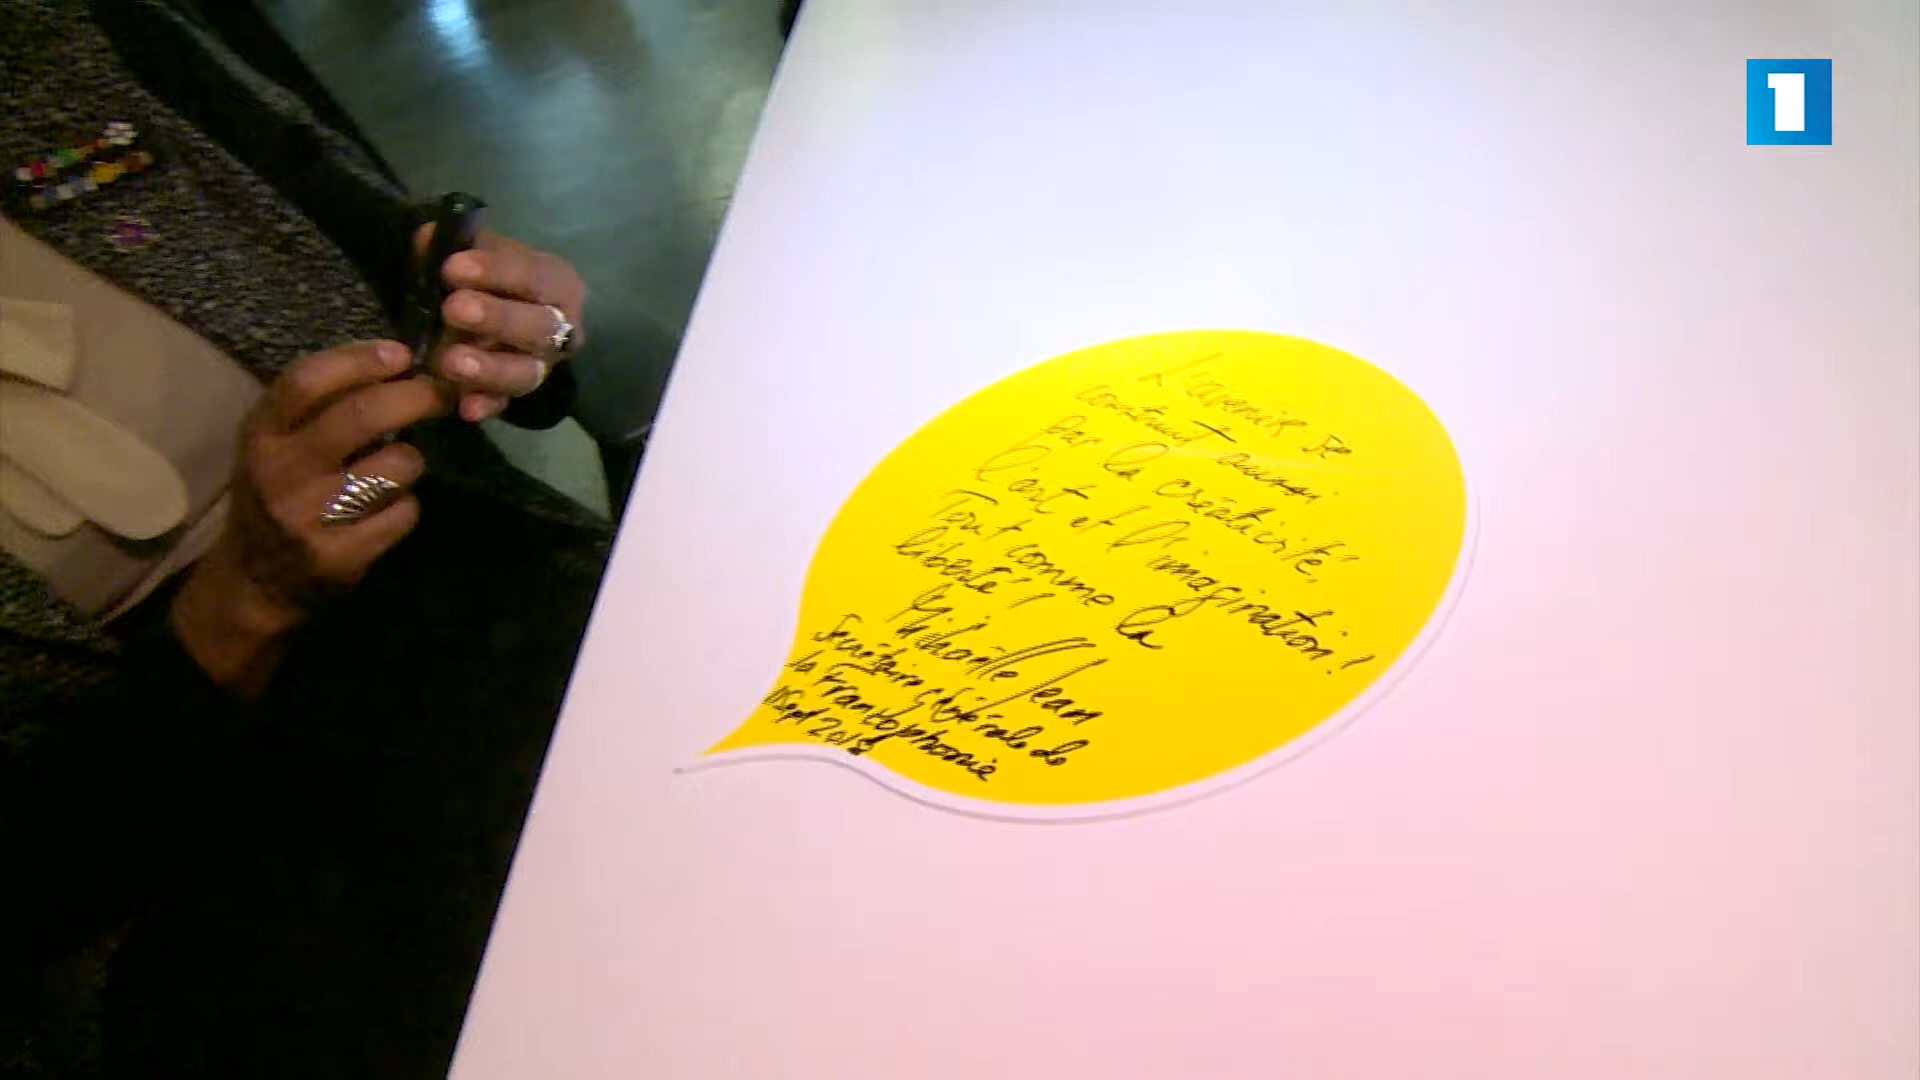 1
L'avenir se
construit aussi
par la créativité,
l'art et l'imagination!
Tout comme la
liberté!
Michaëlle Jean
Secrétaire Générale de
la Francophonie
Sept 2018